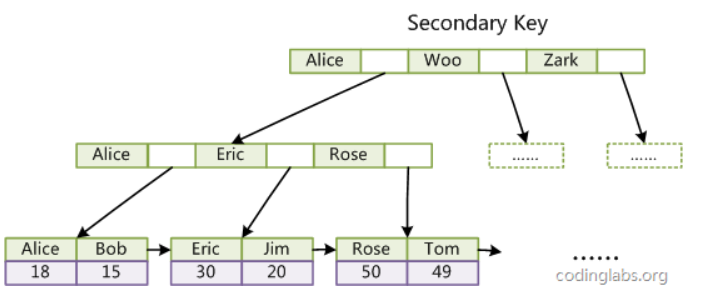 Secondary Key
Alice Woo Zark
Alice Eric Rose
...... ......
Alice Bob Eric Jim Rose Tom
18 15 30 20 50 49
......
codinglabs.org